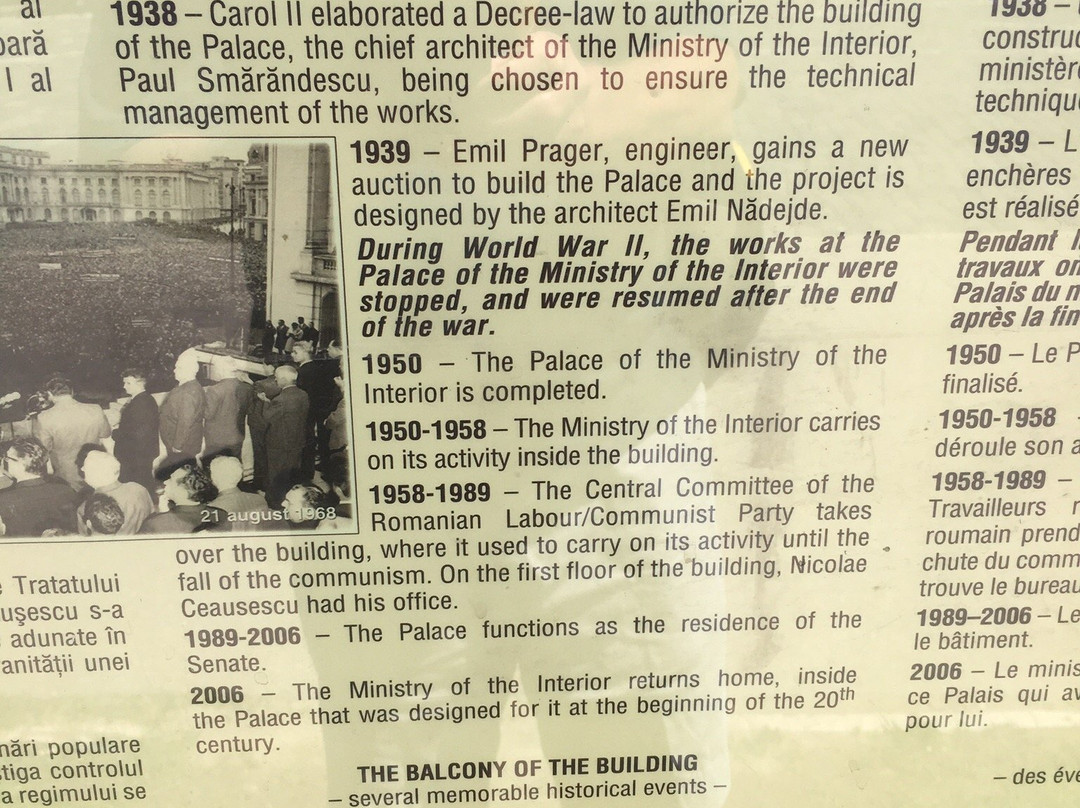 al
oară
l al
Tratatului
uşescu s-a
adunate în
anităţii unei
nări populare
tiga controlul
a regimului se
1938 – Carol II elaborated a Decree-law to authorize the building
of the Palace, the chief architect of the Ministry of the Interior,
Paul Smărăndescu, being chosen to ensure the technical
management of the works.
1939 – Emil Prager, engineer, gains a new
auction to build the Palace and the project is
designed by the architect Emil Nădejde.
During World War II, the works at the
Palace of the Ministry of the Interior were
stopped, and were resumed after the end
of the war.
1950 – The Palace of the Ministry of the
Interior is completed.
1950-1958 – The Ministry of the Interior carries
on its activity inside the building.
1958-1989 – The Central Committee of the
Romanian Labour/Communist Party takes
over the building, where it used to carry on its activity until the
fall of the communism. On the first floor of the building, Nicolae
Ceausescu had his office.
1989-2006 – The Palace functions as the residence of the
Senate.
2006 – The Ministry of the Interior returns home, inside
the Palace that was designed for it at the beginning of the 20th
century.
THE BALCONY OF THE BUILDING
– several memorable historical events –
21 august 1968
1938 –
construc
ministère
technique
1939 – L
enchères
est réalisé
Pendant l
travaux on
Palais du m
après la fin
1950 – Le P
finalisé.
1950-1958 –
déroule son a
1958-1989 –
Travailleurs r
roumain prend
chute du comm
trouve le bureau
1989–2006 – Le
le bâtiment.
2006 – Le minis
ce Palais qui av
pour lui.
– des éve